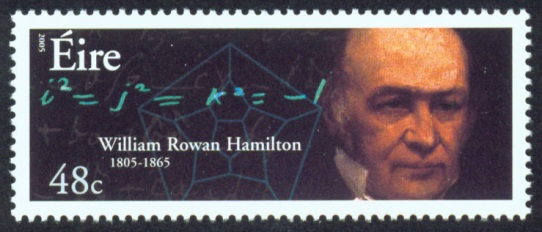 2005
Éire
i² = j² = k² = -1
William Rowan Hamilton
1805-1865
48c